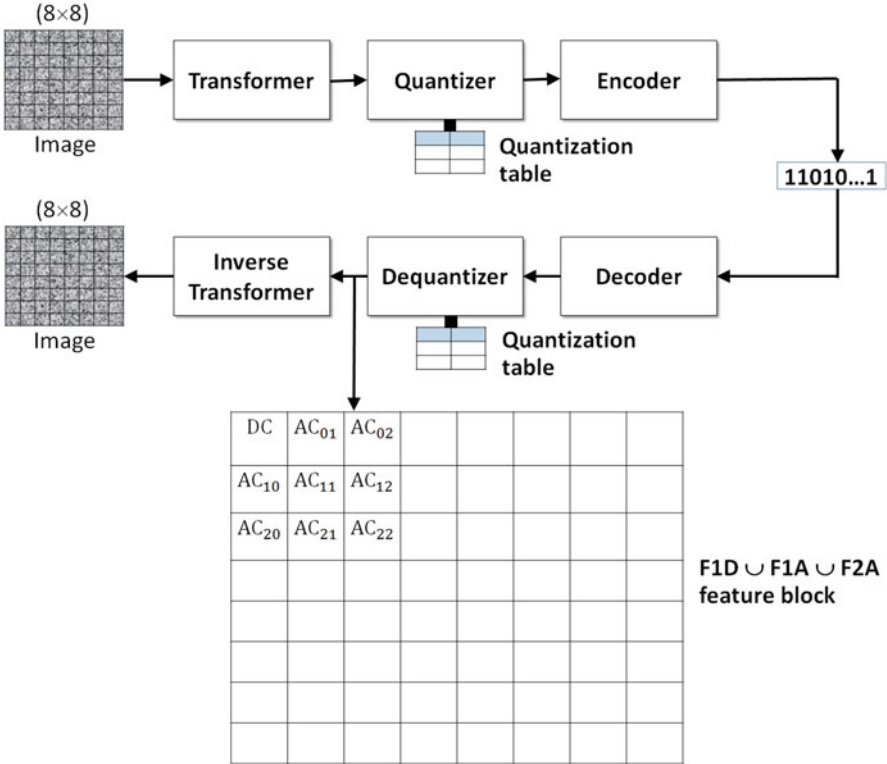 (8×8)
Image
Transformer
Quantizer
Encoder
Quantization
table
11010...1
(8×8)
Image
Inverse
Transformer
Dequantizer
Decoder
Quantization
table
DC AC₀₁ AC₀₂
AC₁₀ AC₁₁ AC₁₂
AC₂₀ AC₂₁ AC₂₂
F1D ∪ F1A ∪ F2A
feature block